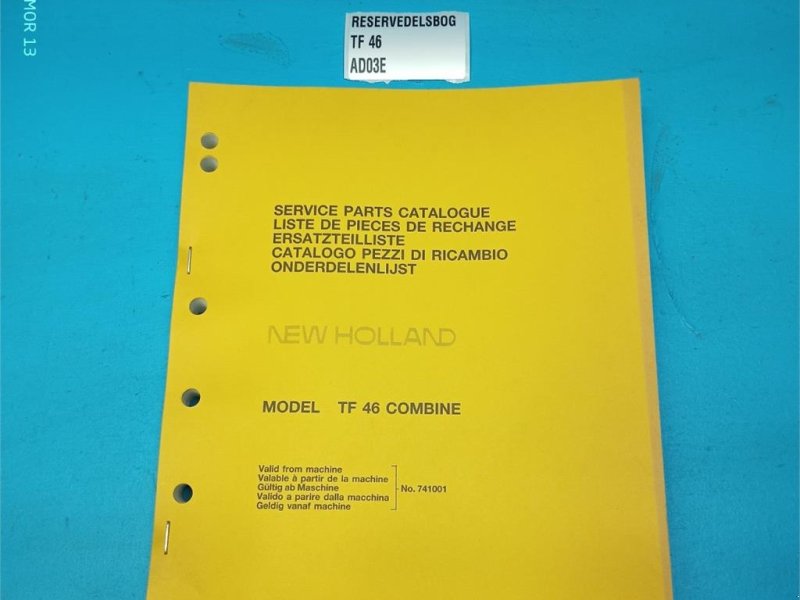 MOR 13
RESERVEDELSBOG
TF 46
AD03E
SERVICE PARTS CATALOGUE
LISTE DE PIECES DE RECHANGE
ERSATZTEILLISTE
CATALOGO PEZZI DI RICAMBIO
ONDERDELENLIJST
NEW HOLLAND
MODEL TF 46 COMBINE
Valid from machine
Valable à partir de la machine
Gültig ab Maschine
No. 741001
Valido a parire dalla macchina
Geldig vanaf machine